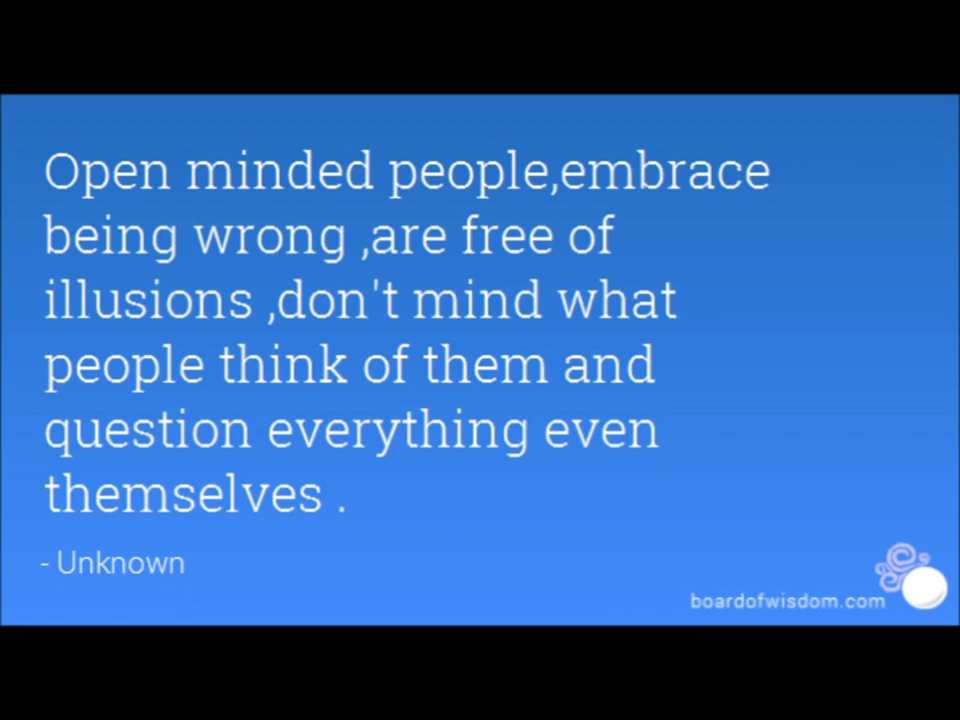 Open minded people,embrace
being wrong ,are free of
illusions ,don't mind what
people think of them and
question everything even
themselves .
- Unknown
boardofwisdom.com